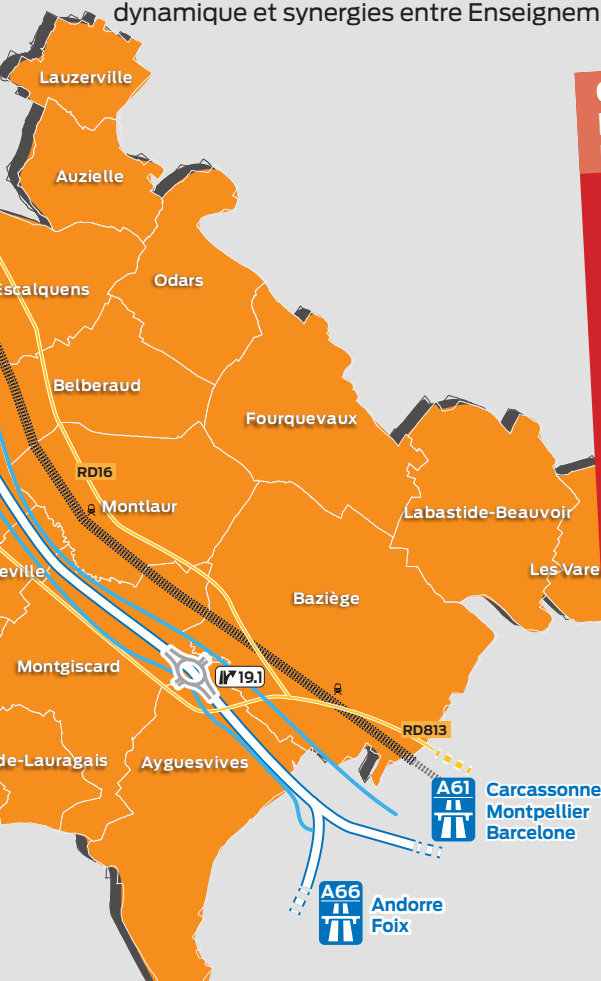 dynamique et synergies entre Enseignem
Lauzerville
Auzielle
Escalquens
Odars
Belberaud
Fourquevaux
RD16
Montlaur
Labastide-Beauvoir
eville
Les Vare
Baziège
Montgiscard
19.1
RD813
de-Lauragais
Ayguesvives
A61
Carcassonne
Montpellier
Barcelone
A66
Andorre
Foix